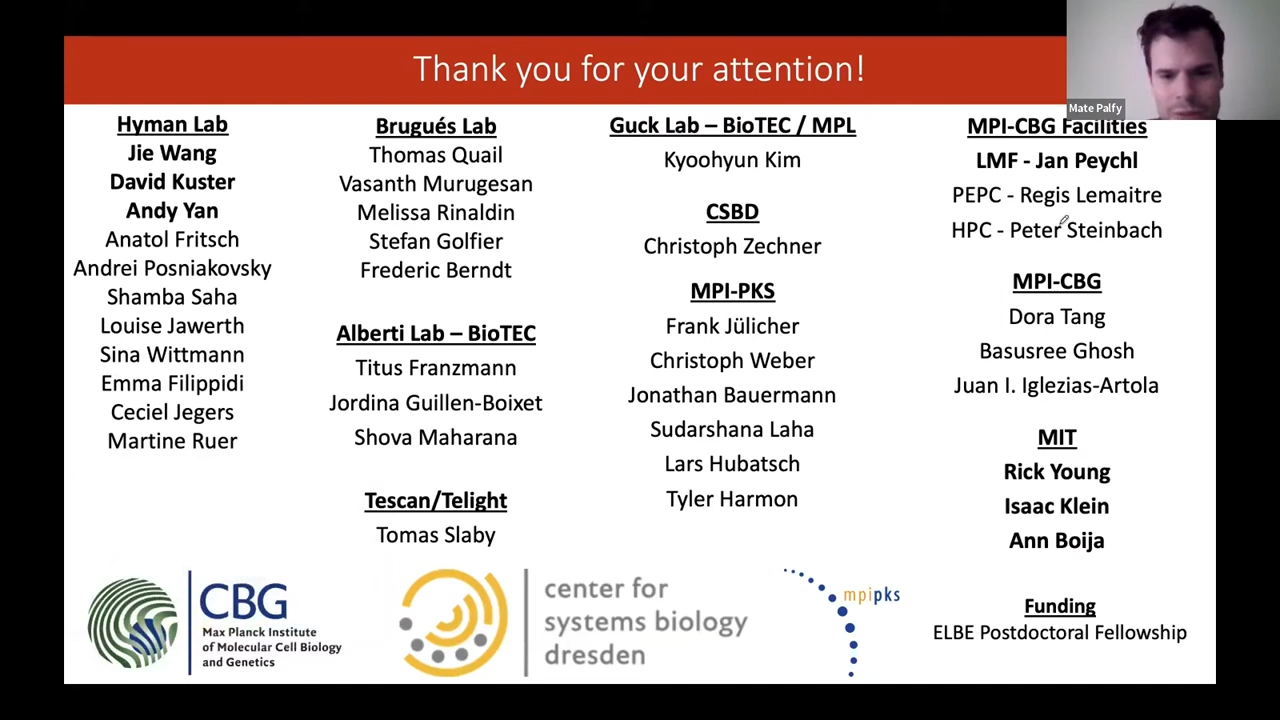 Thank you for your attention!
Mate Palfy
Hyman Lab
Jie Wang
David Kuster
Andy Yan
Anatol Fritsch
Andrei Posniakovsky
Shamba Saha
Louise Jawerth
Sina Wittmann
Emma Filippidi
Ceciel Jegers
Martine Ruer
Brugués Lab
Thomas Quail
Vasanth Murugesan
Melissa Rinaldin
Stefan Golfier
Frederic Berndt
Alberti Lab – BioTEC
Titus Franzmann
Jordina Guillen-Boixet
Shova Maharana
Tescan/Telight
Tomas Slaby
Guck Lab – BioTEC / MPL
Kyoohyun Kim
CSBD
Christoph Zechner
MPI-PKS
Frank Jülicher
Christoph Weber
Jonathan Bauermann
Sudarshana Laha
Lars Hubatsch
Tyler Harmon
MPI-CBG Facilities
LMF - Jan Peychl
PEPC - Regis Lemaitre
HPC - Peter Steinbach
MPI-CBG
Dora Tang
Basusree Ghosh
Juan I. Iglezias-Artola
MIT
Rick Young
Isaac Klein
Ann Boija
Funding
ELBE Postdoctoral Fellowship
CBG
Max Planck Institute
of Molecular Cell Biology
and Genetics
center for
systems biology
dresden
mpipks